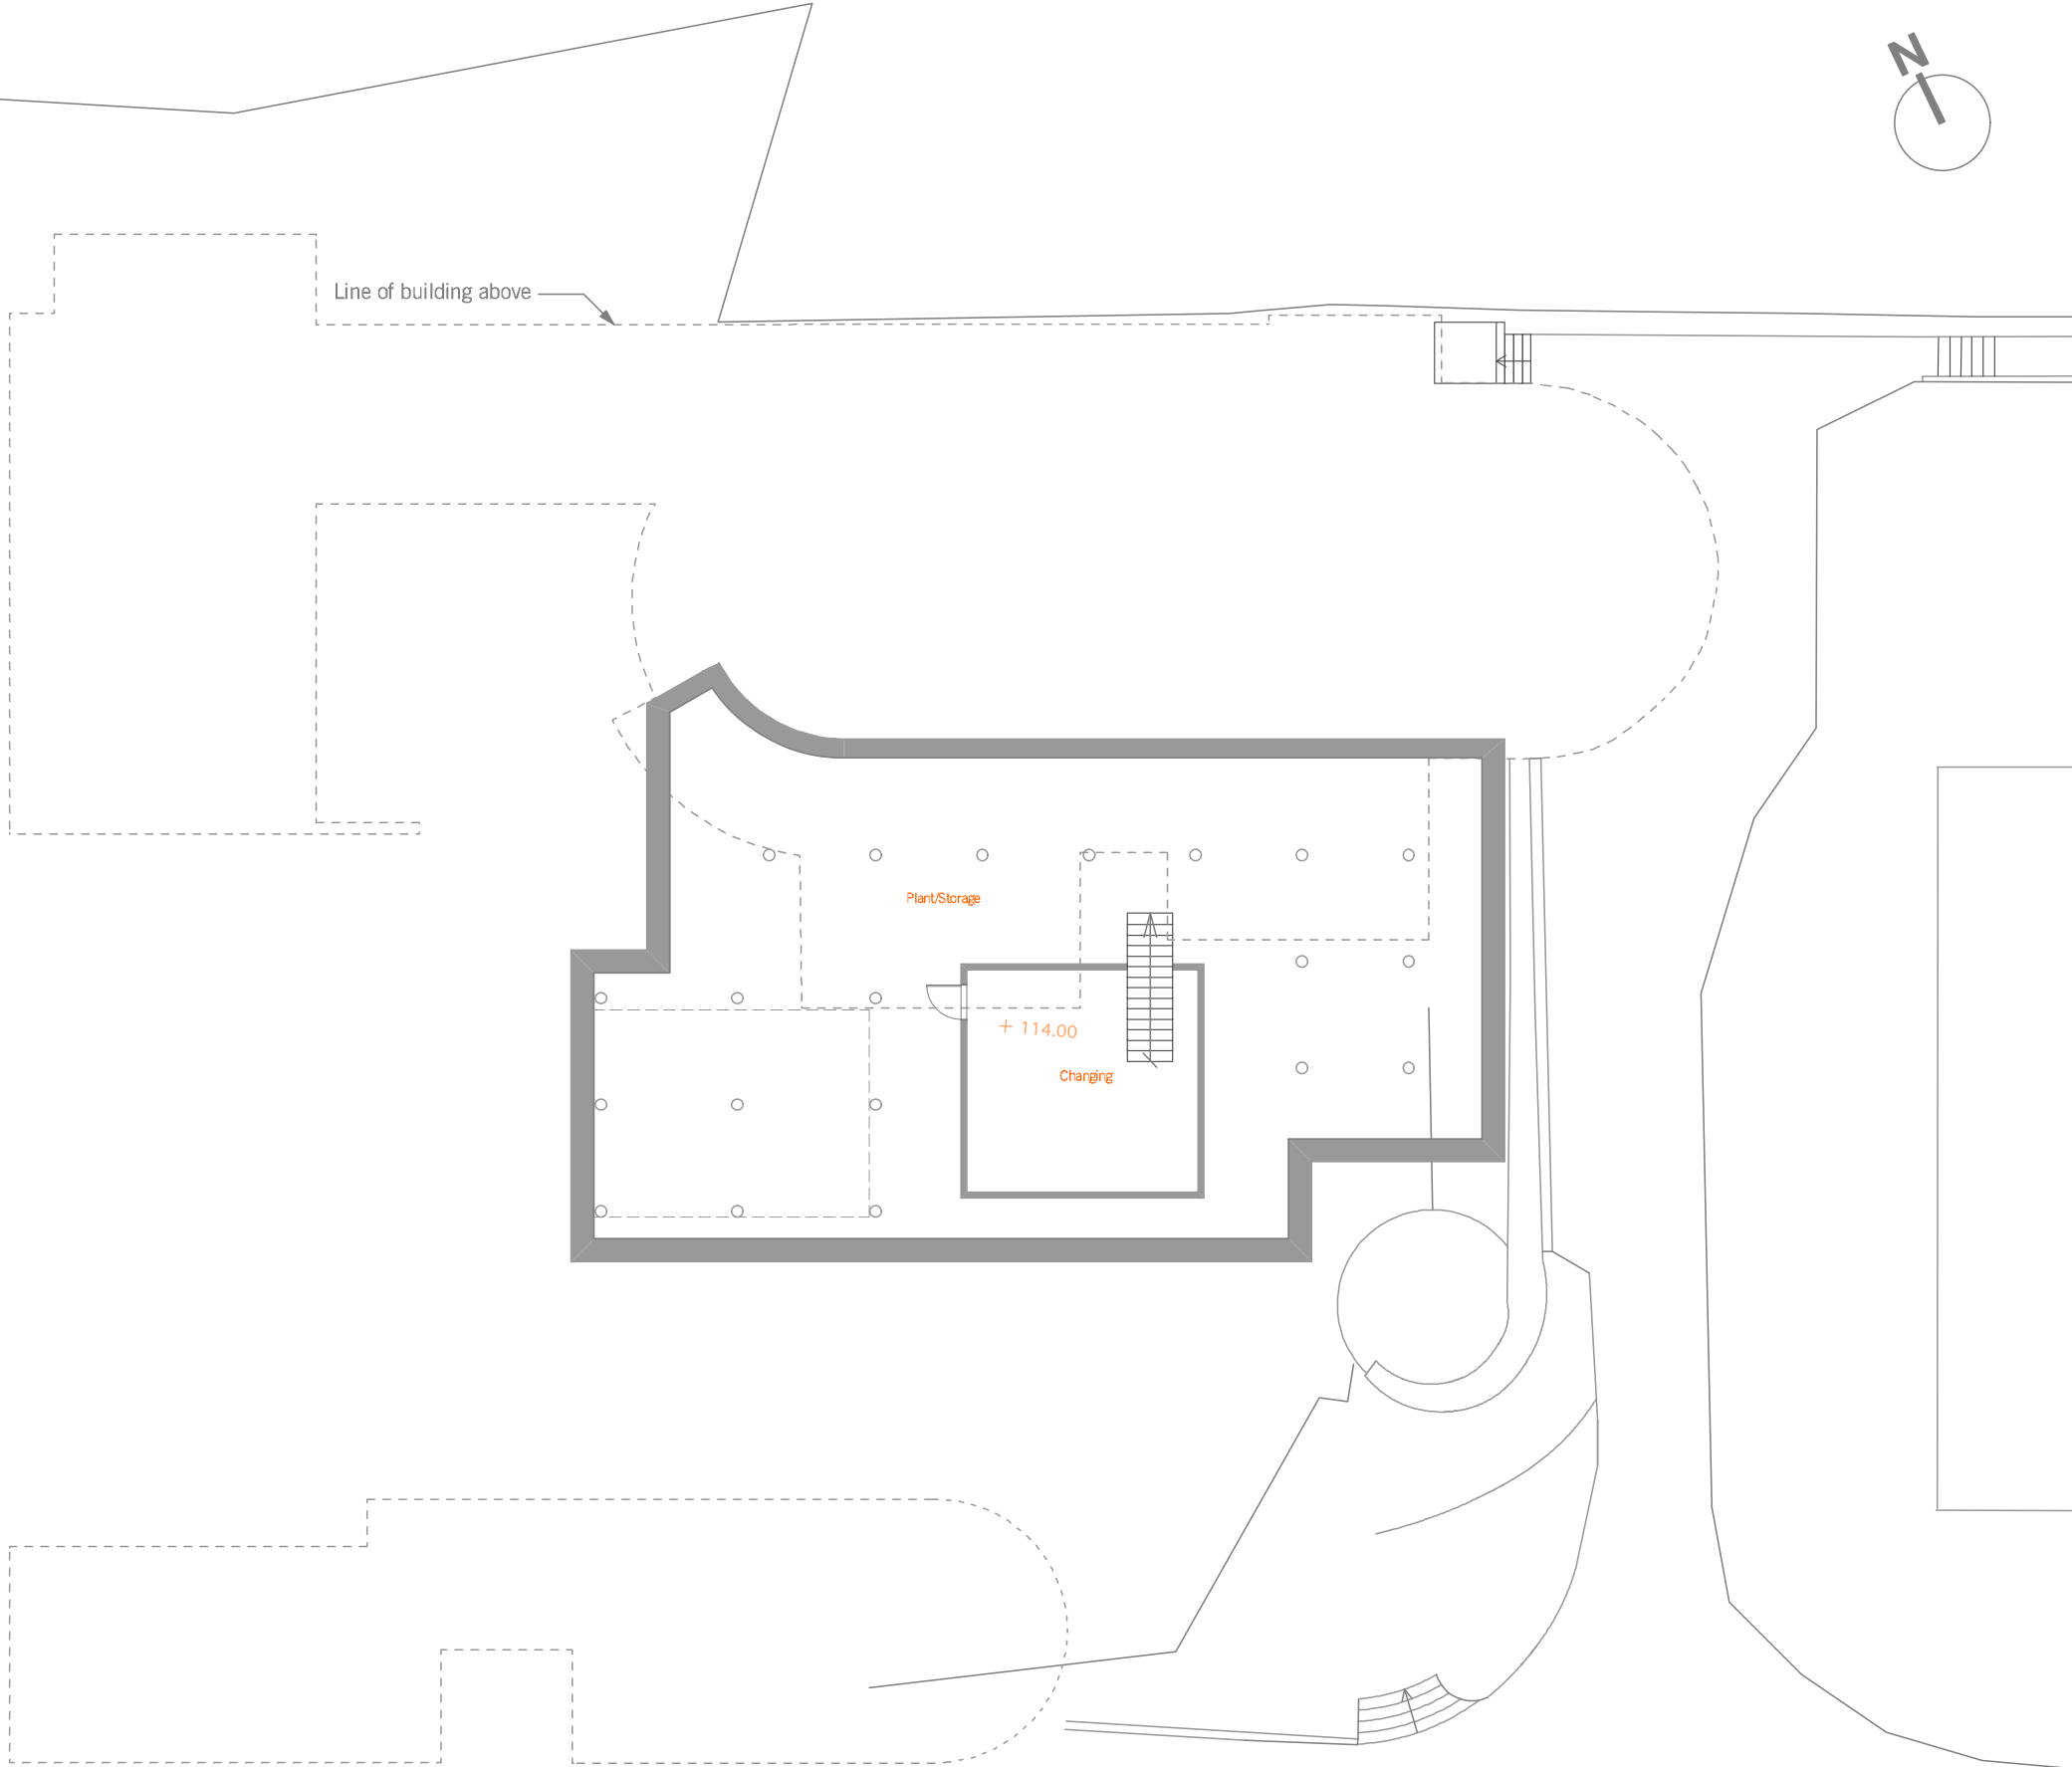 N
Line of building above
Plant/Storage
+ 114.00
Changing